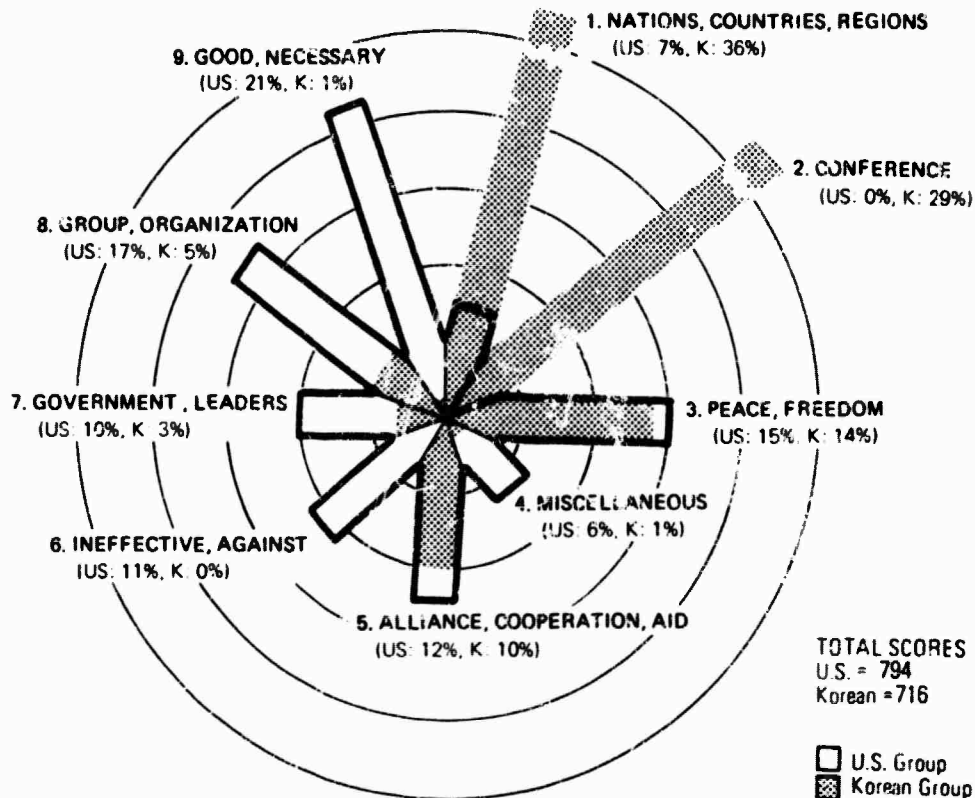 1. NATIONS, COUNTRIES, REGIONS
(US: 7%, K: 36%)
9. GOOD, NECESSARY
(US: 21%, K: 1%)
2. CONFERENCE
(US: 0%, K: 29%)
8. GROUP, ORGANIZATION
(US: 17%, K: 5%)
7. GOVERNMENT, LEADERS
(US: 10%, K: 3%)
3. PEACE, FREEDOM
(US: 15%, K: 14%)
4. MISCELLANEOUS
(US: 6%, K: 1%)
6. INEFFECTIVE, AGAINST
(US: 11%, K: 0%)
5. ALLIANCE, COOPERATION, AID
(US: 12%, K: 10%)
TOTAL SCORES
U.S. = 794
Korean = 716
U.S. Group
Korean Group